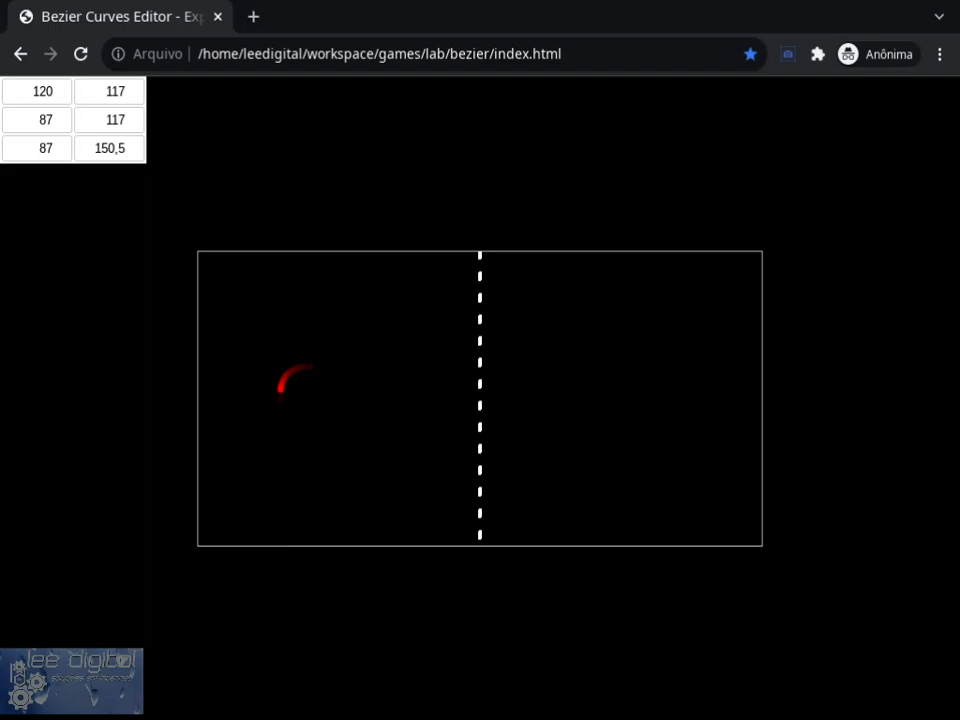 Bezier Curves Editor - Exp
Arquivo /home/leedigital/workspace/games/lab/bezier/index.html Anônima
120 117
87 117
87 150,5
lee digital